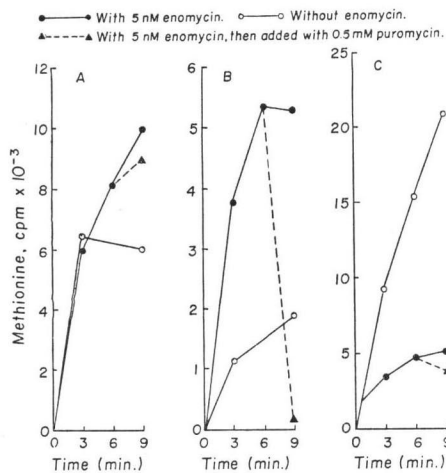 With 5 nM enomycin. Without enomycin.
With 5 nM enomycin, then added with 0.5 mM puromycin.
A B C
Methionine, cpm x 10⁻³
12
10
8
6
4
2
0
0 3 6 9
Time (min.)
6
5
4
3
2
1
0
0 3 6 9
Time (min.)
25
20
15
10
5
0
0 3 6 9
Time (min.)